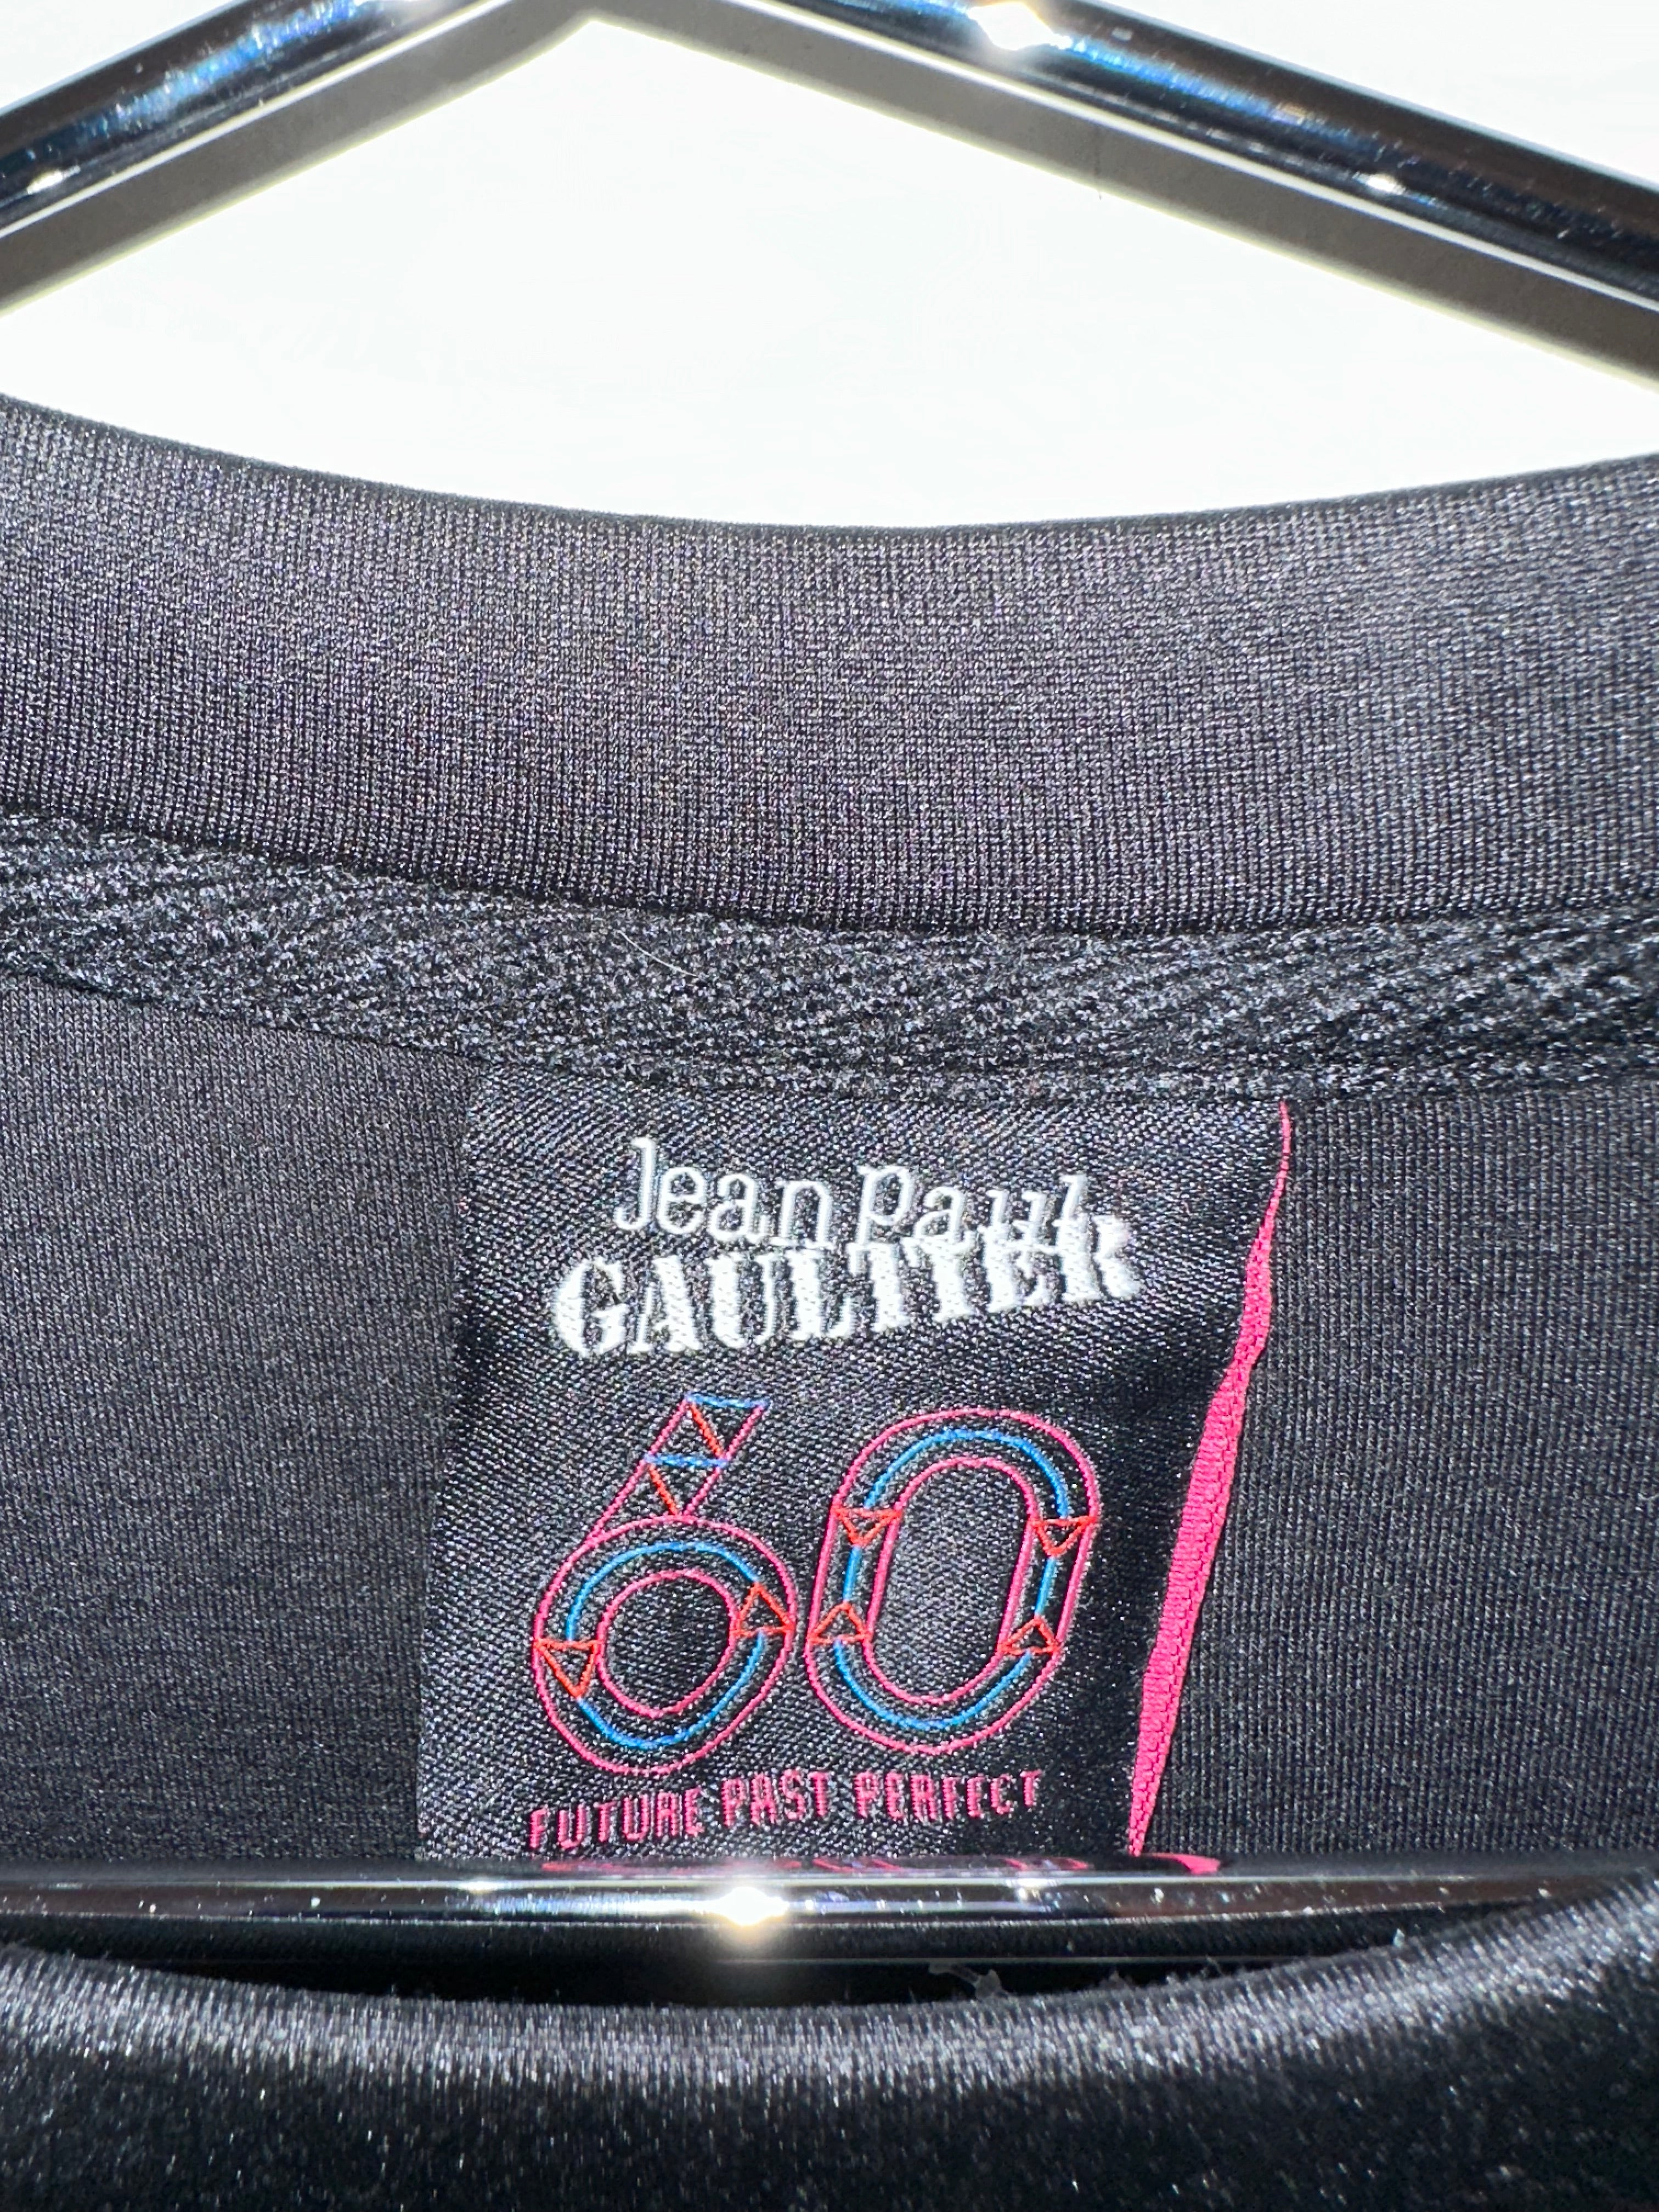 Jean Paul
GAULTIER
60
FUTURE PAST PERFECT